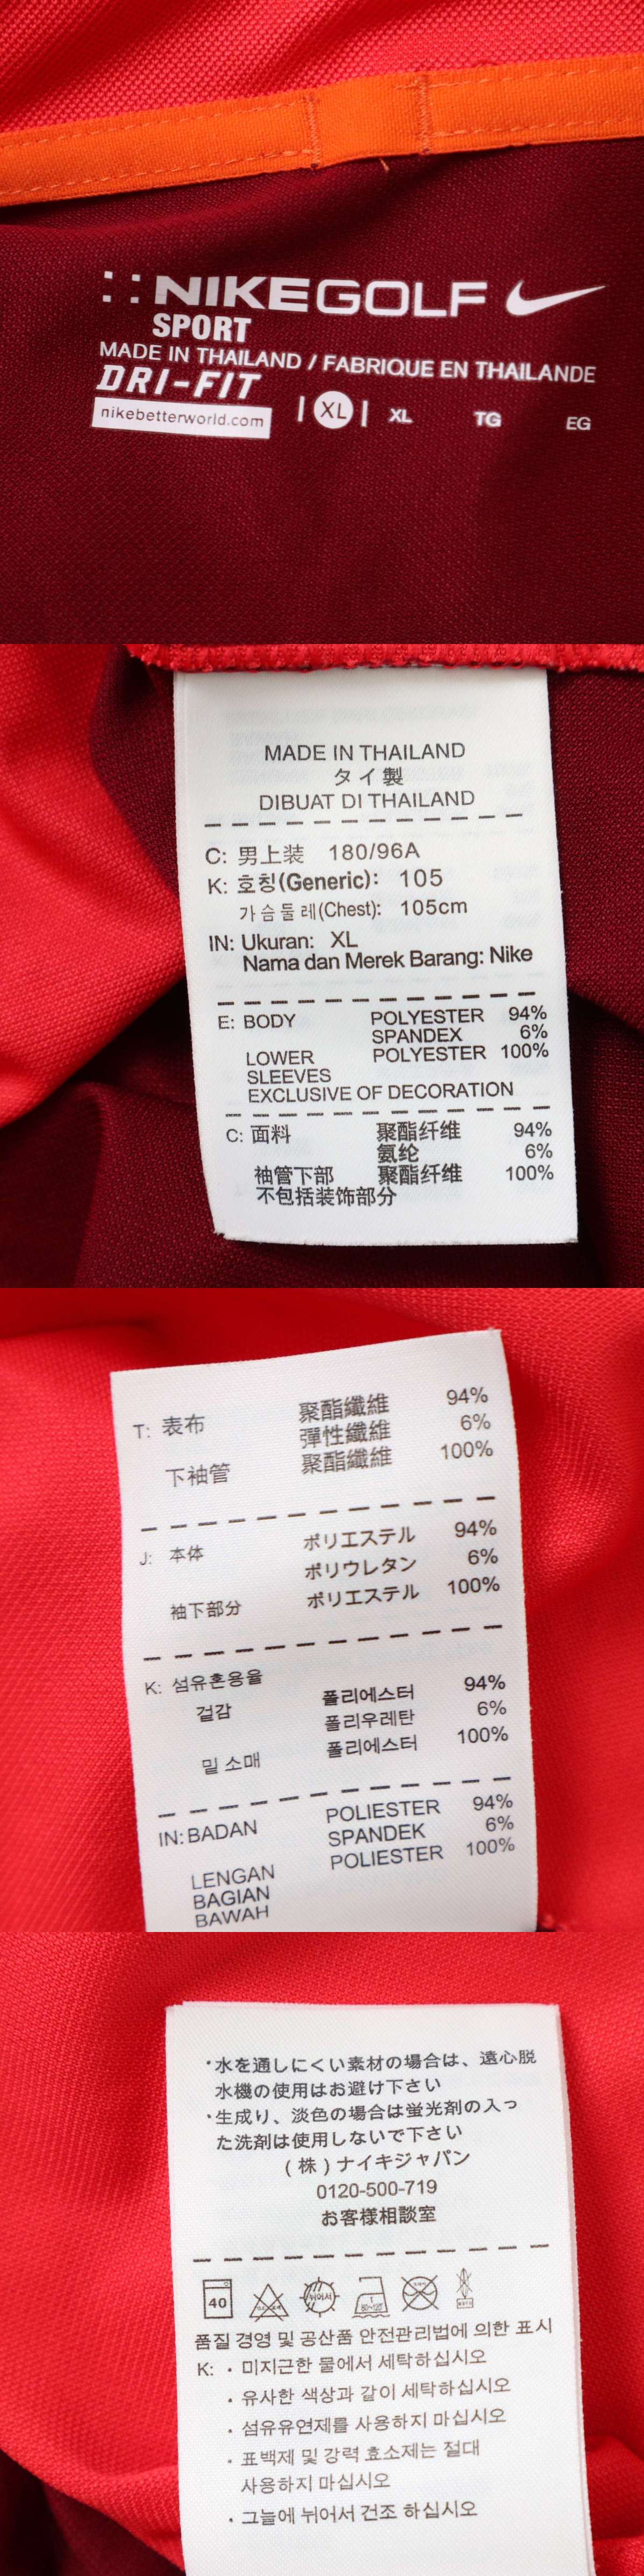 NIKEGOLF
SPORT
MADE IN THAILAND / FABRIQUE EN THAILANDE
DRI-FIT
nikebetterworld.com | XL | XL TG EG
MADE IN THAILAND
タイ製
DIBUAT DI THAILAND
C: 男上装 180/96A
K: 호칭(Generic): 105
가슴둘레(Chest): 105cm
IN: Ukuran: XL
Nama dan Merek Barang: Nike
E: BODY POLYESTER 94%
SPANDEX 6%
LOWER POLYESTER 100%
SLEEVES
EXCLUSIVE OF DECORATION
C: 面料 聚酯纤维 94%
氨纶 6%
袖管下部 聚酯纤维 100%
不包括装饰部分
T: 表布 聚酯纖維 94%
彈性纖維 6%
下袖管 聚酯纖維 100%
J: 本体 ポリエステル 94%
ポリウレタン 6%
袖下部分 ポリエステル 100%
K: 섬유혼용율
겉감 폴리에스터 94%
폴리우레탄 6%
밑 소매 폴리에스터 100%
IN: BADAN POLIESTER 94%
SPANDEK 6%
LENGAN POLIESTER 100%
BAGIAN
BAWAH
・水を通しにくい素材の場合は、遠心脱
水機の使用はお避け下さい
・生成り、淡色の場合は蛍光剤の入っ
た洗剤は使用しないで下さい
(株)ナイキジャパン
0120-500-719
お客様相談室
40 뉘어서
품질 경영 및 공산품 안전관리법에 의한 표시
K: · 미지근한 물에서 세탁하십시오
· 유사한 색상과 같이 세탁하십시오
· 섬유유연제를 사용하지 마십시오
· 표백제 및 강력 효소제는 절대
사용하지 마십시오
· 그늘에 뉘어서 건조 하십시오